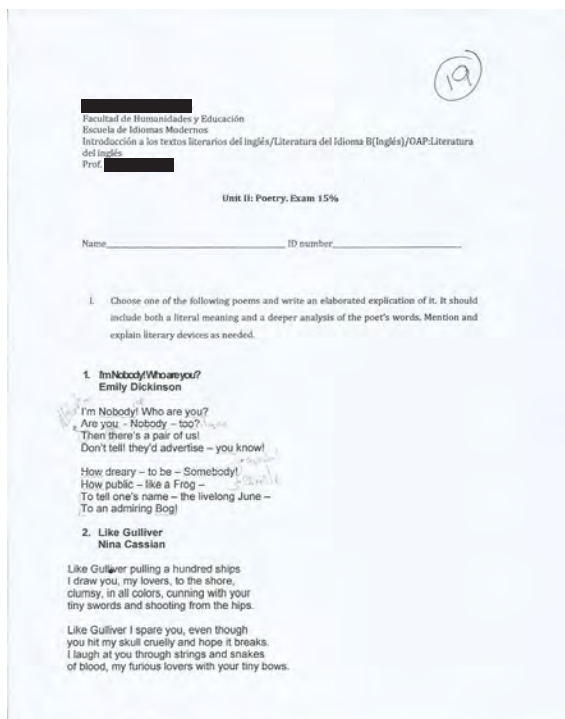 19
Facultad de Humanidades y Educación
Escuela de Idiomas Modernos
Introducción a los textos literarios del inglés/Literatura del Idioma B(Inglés)/OAP:Literatura
del inglés
Prof.
Unit II: Poetry. Exam 15%
Name____________________ ID number____________________
I. Choose one of the following poems and write an elaborated explication of it. It should
include both a literal meaning and a deeper analysis of the poet's words. Mention and
explain literary devices as needed.
1. I'm Nobody! Who are you?
Emily Dickinson
I'm Nobody! Who are you?
Are you - Nobody – too?
Then there's a pair of us!
Don't tell! they'd advertise – you know!
How dreary – to be – Somebody!
How public – like a Frog –
To tell one's name – the livelong June –
To an admiring Bog!
2. Like Gulliver
Nina Cassian
Like Gulliver pulling a hundred ships
I draw you, my lovers, to the shore,
clumsy, in all colors, cunning with your
tiny swords and shooting from the hips.
Like Gulliver I spare you, even though
you hit my skull cruelly and hope it breaks.
I laugh at you through strings and snakes
of blood, my furious lovers with your tiny bows.